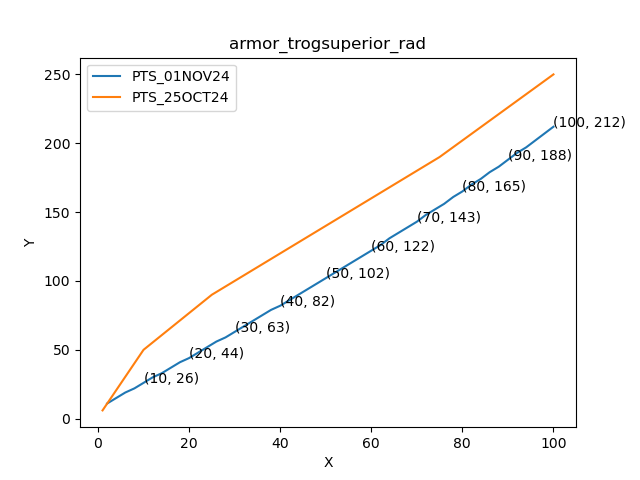 armor_trogsuperior_rad
PTS_01NOV24
PTS_25OCT24
250
200
150
100
50
0
Y
(100, 212)
(90, 188)
(80, 165)
(70, 143)
(60, 122)
(50, 102)
(40, 82)
(30, 63)
(20, 44)
(10, 26)
0 20 40 60 80 100
X